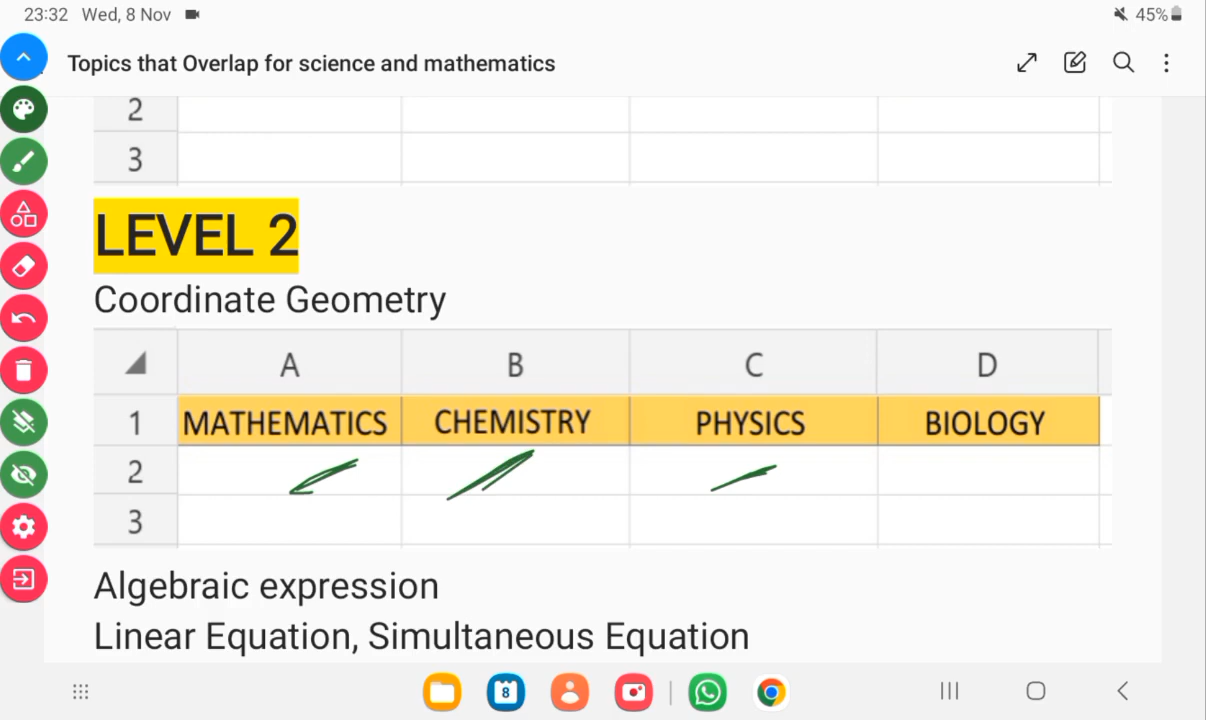 23:32 Wed, 8 Nov 45%
Topics that Overlap for science and mathematics
2
3
LEVEL 2
Coordinate Geometry
A B C D
1 MATHEMATICS CHEMISTRY PHYSICS BIOLOGY
2
3
Algebraic expression
Linear Equation, Simultaneous Equation
8